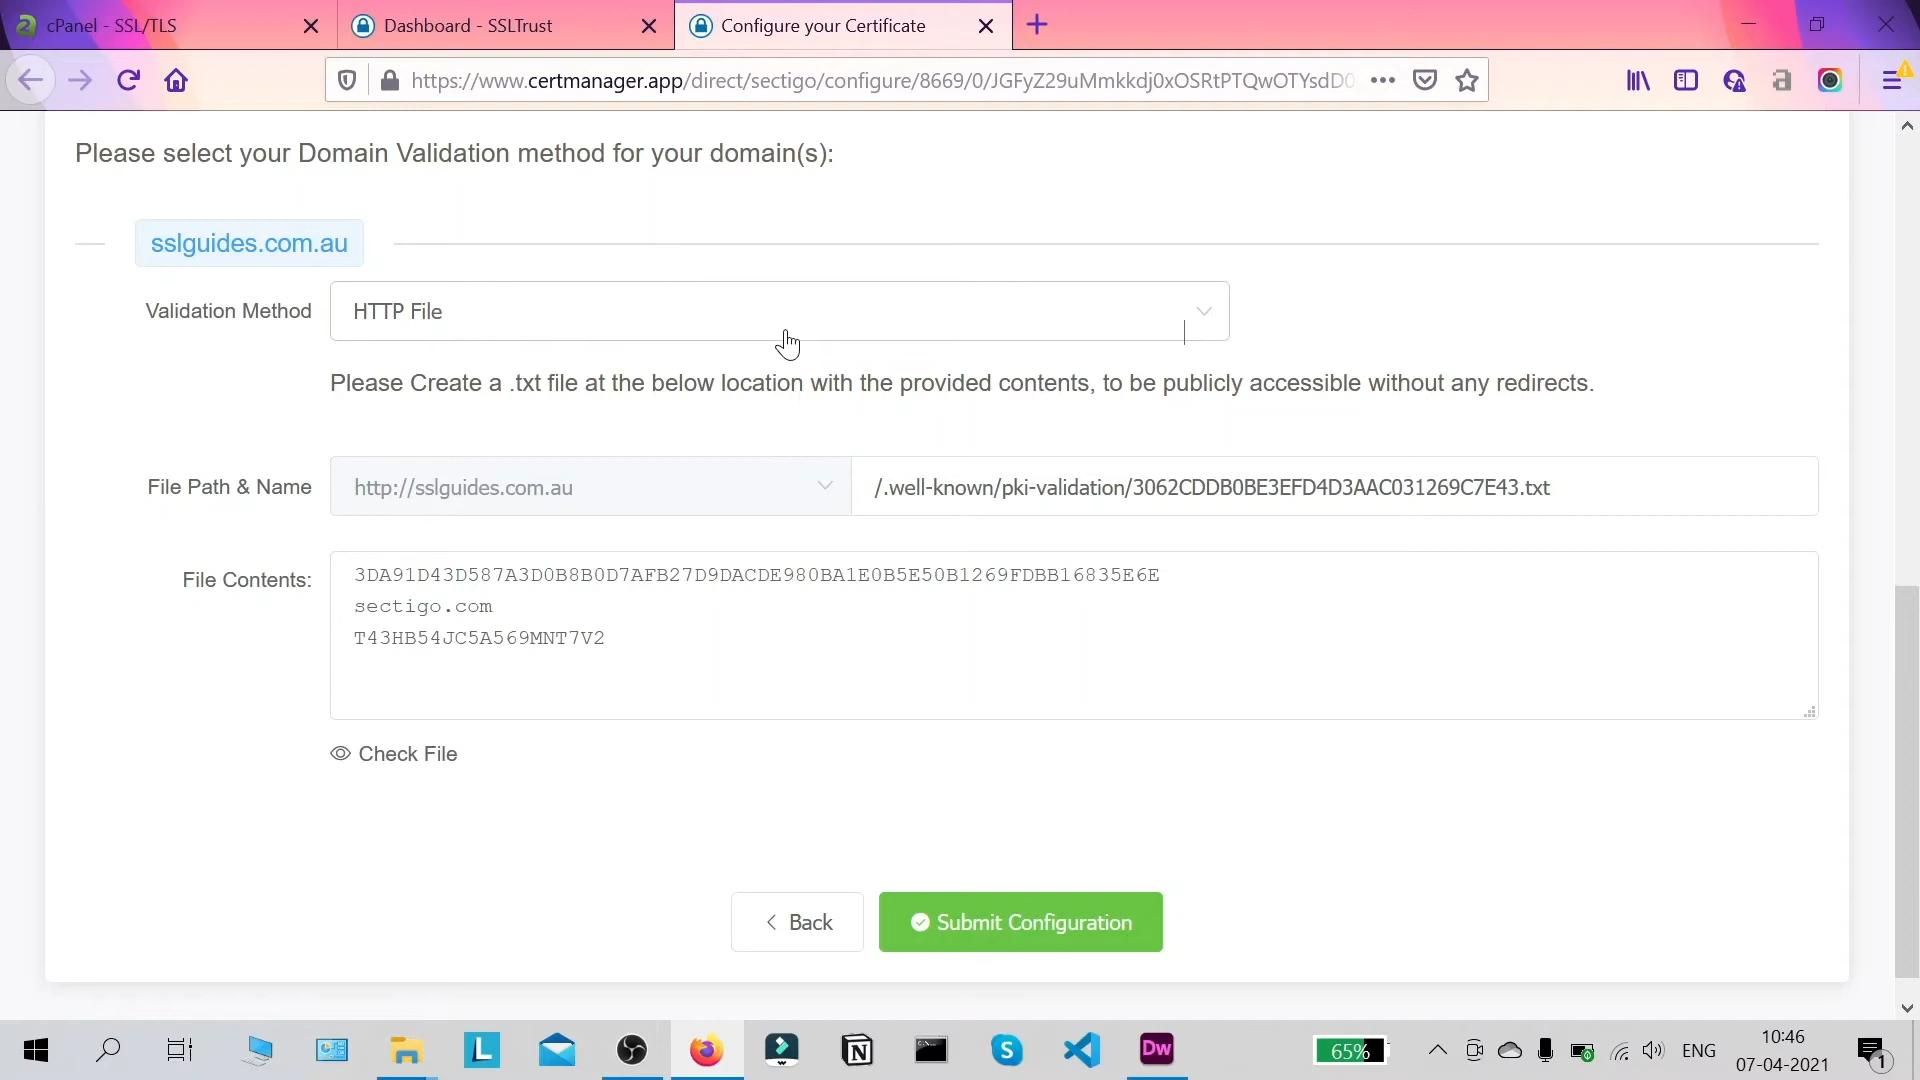 cPanel - SSL/TLS
Dashboard - SSLTrust
Configure your Certificate
https://www.certmanager.app/direct/sectigo/configure/8669/0/JGFyZ29uMmkkdj0xOSRtPTQwOTYsdD0
Please select your Domain Validation method for your domain(s):
sslguides.com.au
Validation Method
HTTP File
Please Create a .txt file at the below location with the provided contents, to be publicly accessible without any redirects.
File Path & Name
http://sslguides.com.au
/.well-known/pki-validation/3062CDDB0BE3EFD4D3AAC031269C7E43.txt
File Contents:
3DA91D43D587A3D0B8B0D7AFB27D9DACDE980BA1E0B5E50B1269FDBB16835E6E
sectigo.com
T43HB54JC5A569MNT7V2
Check File
Back
Submit Configuration
L
N
S
Dw
65%
ENG
10:46
07-04-2021
1